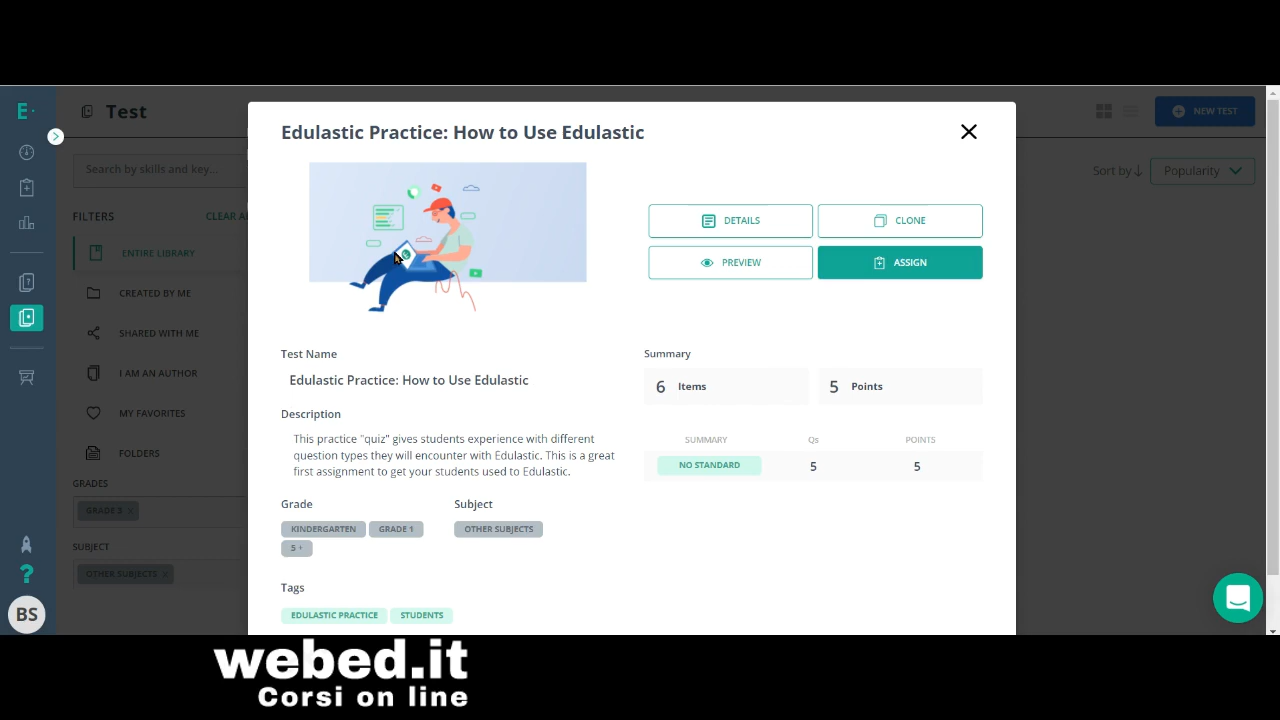 E
Test
NEW TEST
Search by skills and key...
Sort by
Popularity
FILTERS
CLEAR
ENTIRE LIBRARY
CREATED BY ME
SHARED WITH ME
I AM AN AUTHOR
MY FAVORITES
FOLDERS
GRADES
GRADE 5 X
SUBJECT
OTHER SUBJECTS X
?
BS
Edulastic Practice: How to Use Edulastic
DETAILS
CLONE
PREVIEW
ASSIGN
Test Name
Edulastic Practice: How to Use Edulastic
Description
This practice "quiz" gives students experience with different
question types they will encounter with Edulastic. This is a great
first assignment to get your students used to Edulastic.
Grade
KINDERGARTEN GRADE 1
5 +
Subject
OTHER SUBJECTS
Tags
EDULASTIC PRACTICE STUDENTS
Summary
6 Items
5 Points
SUMMARY Qs POINTS
NO STANDARD 5 5
webed.it
Corsi on line